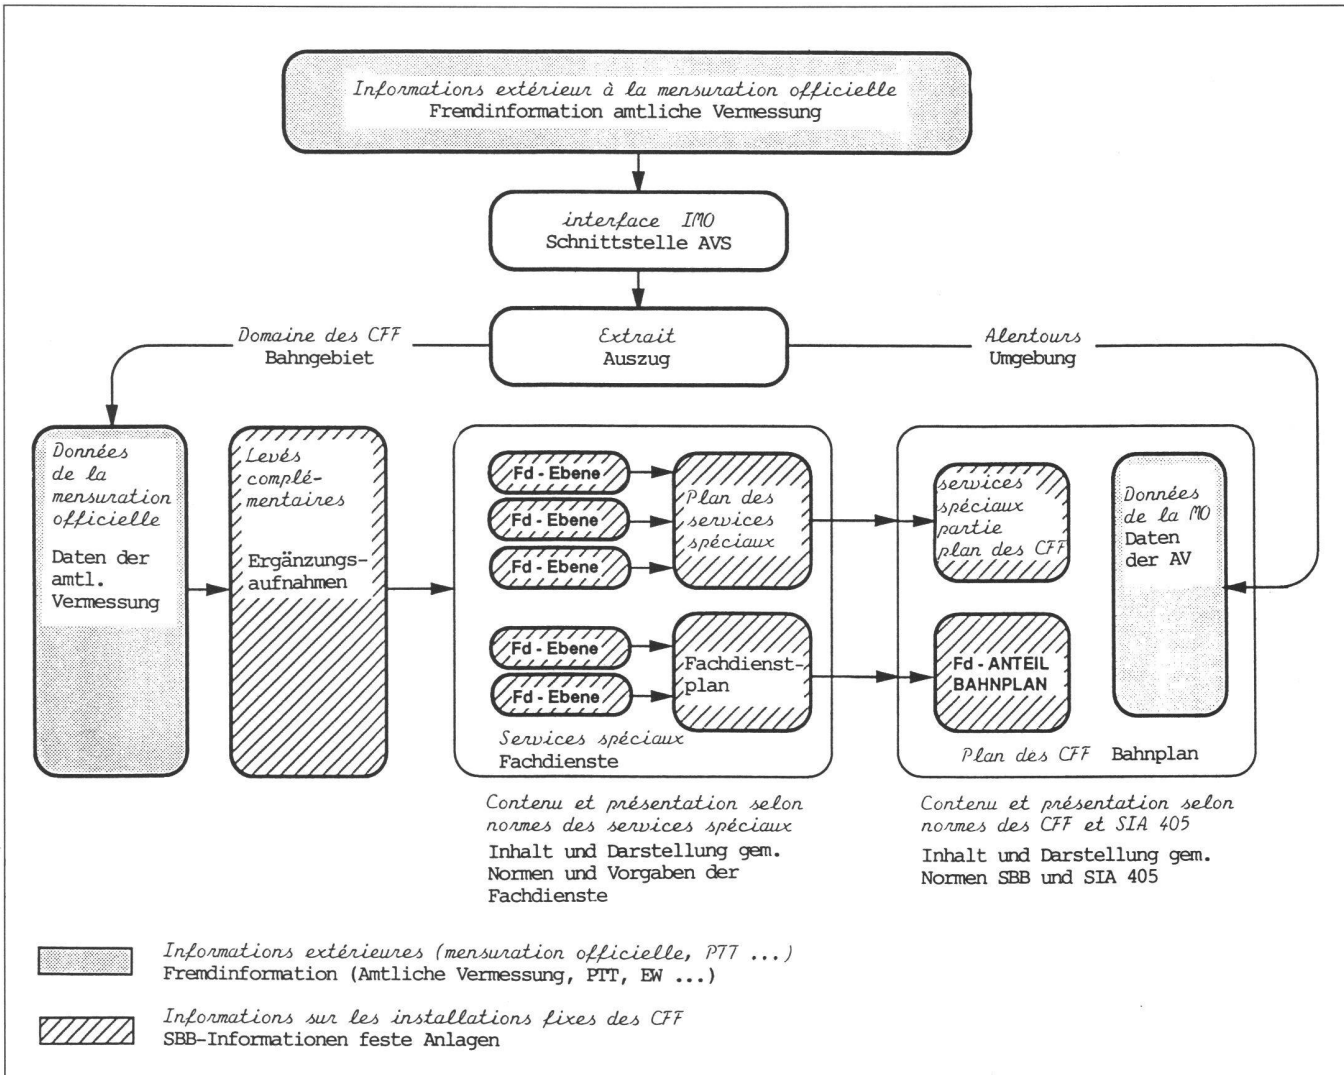 Informations extérieur à la mensuration officielle
Fremdinformation amtliche Vermessung
interface IMO
Schnittstelle AVS
Extrait
Auszug
Domaine des CFF
Bahngebiet
Alentours
Umgebung
Données
de la
mensuration
officielle
Daten der
amtl.
Vermessung
Levés
complé-
mentaires
Ergänzungs-
aufnahmen
Fd - Ebene
Fd - Ebene
Fd - Ebene
Plan des
services
spéciaux
Fd - Ebene
Fd - Ebene
Fachdienst-
plan
Services spéciaux
Fachdienste
services
spéciaux
partie
plan des CFF
Fd - ANTEIL
BAHNPLAN
Données
de la MO
Daten
der AV
Plan des CFF Bahnplan
Contenu et présentation selon
normes des services spéciaux
Inhalt und Darstellung gem.
Normen und Vorgaben der
Fachdienste
Contenu et présentation selon
normes des CFF et SIA 405
Inhalt und Darstellung gem.
Normen SBB und SIA 405
Informations extérieures (mensuration officielle, PTT ...)
Fremdinformation (Amtliche Vermessung, PTT, EW ...)
Informations sur les installations fixes des CFF
SBB-Informationen feste Anlagen